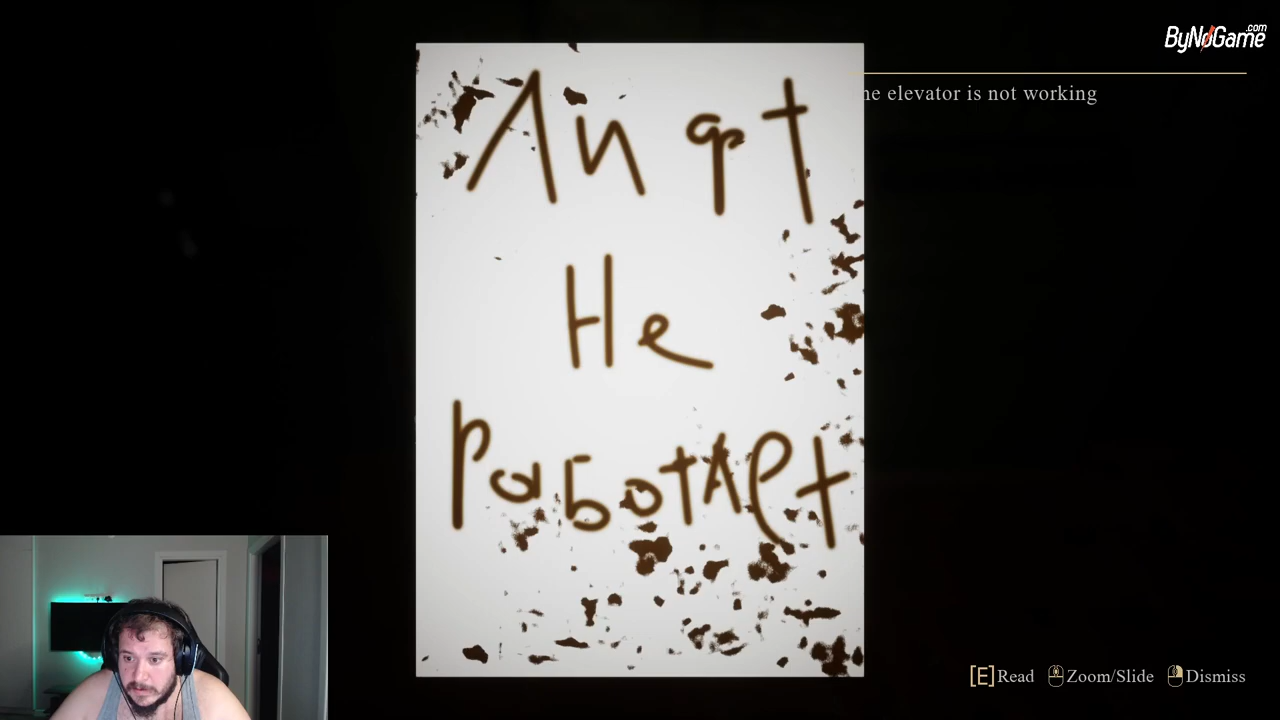 ByNoGame.com
he elevator is not working
Лифт
Не
работАет
[E]Read Zoom/Slide Dismiss